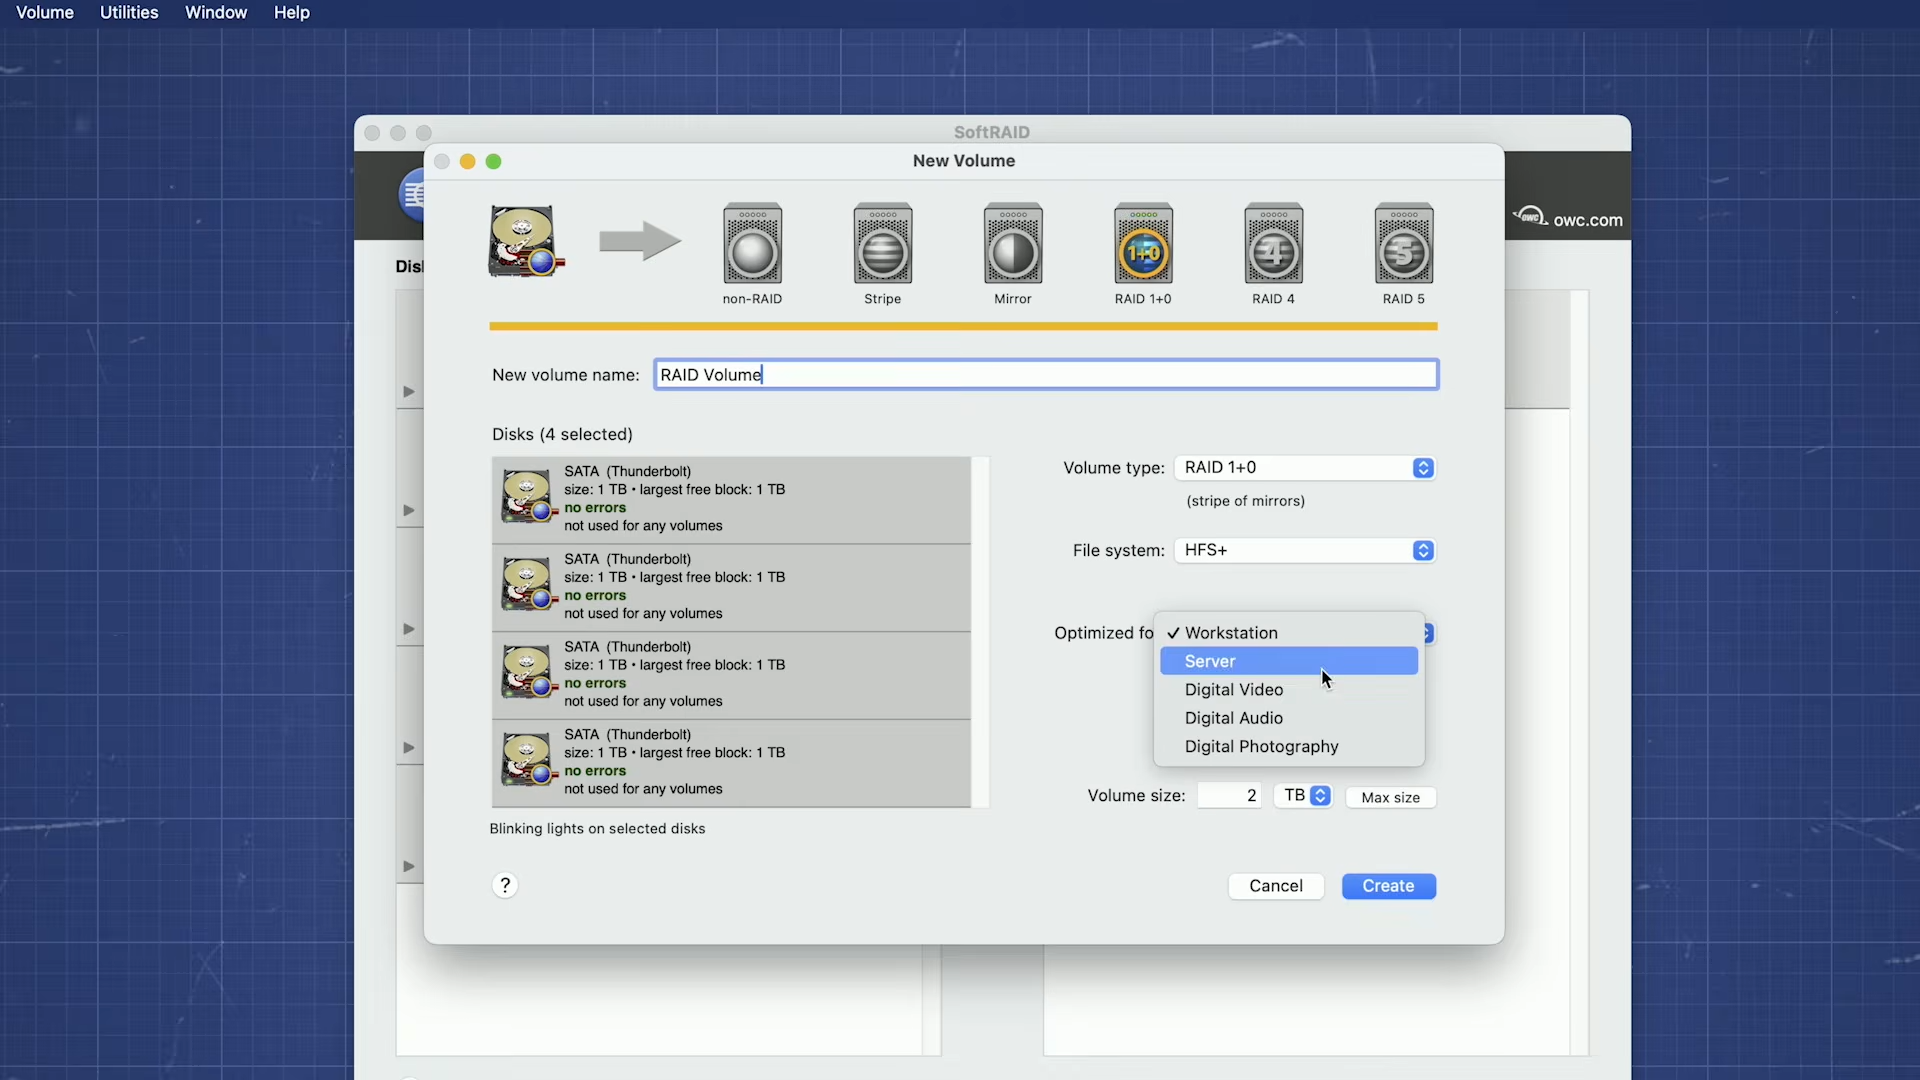 Volume Utilities Window Help
SoftRAID
New Volume
owc
owc.com
1+0
4
5
non-RAID Stripe Mirror RAID 1+0 RAID 4 RAID 5
New volume name: RAID Volume
Disks (4 selected)
SATA (Thunderbolt)
size: 1 TB • largest free block: 1 TB
no errors
not used for any volumes
SATA (Thunderbolt)
size: 1 TB • largest free block: 1 TB
no errors
not used for any volumes
SATA (Thunderbolt)
size: 1 TB • largest free block: 1 TB
no errors
not used for any volumes
SATA (Thunderbolt)
size: 1 TB • largest free block: 1 TB
no errors
not used for any volumes
Blinking lights on selected disks
?
Volume type: RAID 1+0
(stripe of mirrors)
File system: HFS+
Optimized fo ✓ Workstation
Server
Digital Video
Digital Audio
Digital Photography
Volume size: 2 TB Max size
Cancel Create